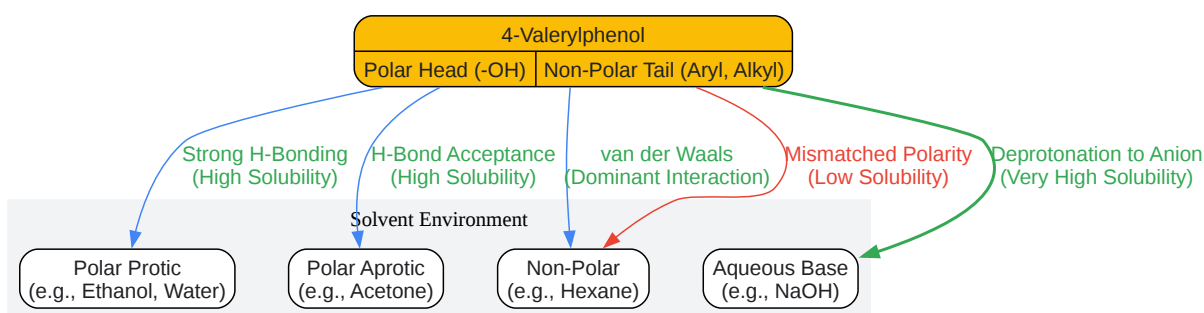 4-Valerylphenol
Polar Head (-OH)
Non-Polar Tail (Aryl, Alkyl)
Strong H-Bonding
(High Solubility)
H-Bond Acceptance
(High Solubility)
van der Waals
(Dominant Interaction)
Mismatched Polarity
(Low Solubility)
Deprotonation to Anion
(Very High Solubility)
Solvent Environment
Polar Protic
(e.g., Ethanol, Water)
Polar Aprotic
(e.g., Acetone)
Non-Polar
(e.g., Hexane)
Aqueous Base
(e.g., NaOH)